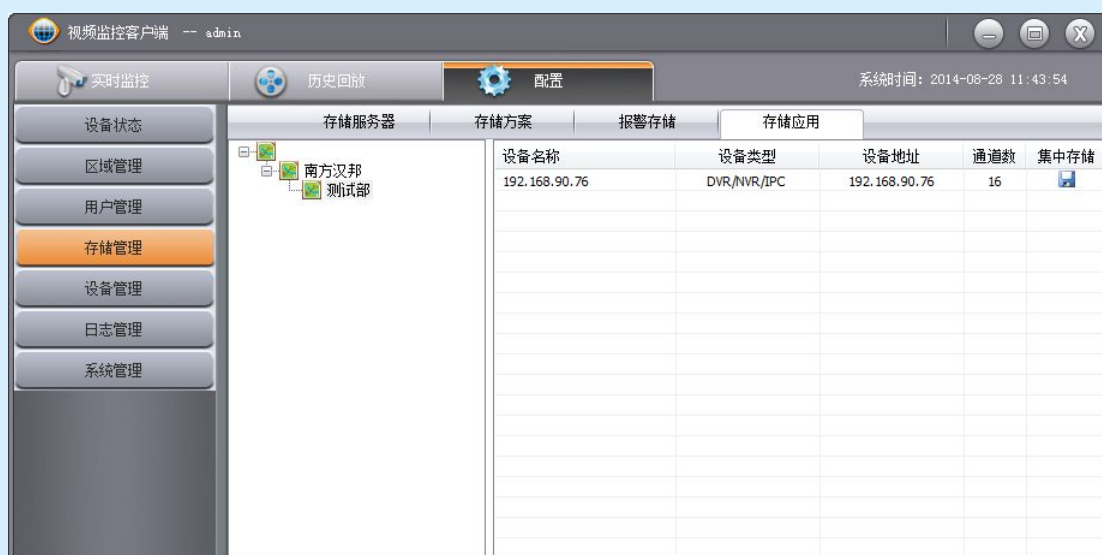 视频监控客户端 -- admin
实时监控 历史回放 配置 系统时间: 2014-08-28 11:43:54
设备状态
区域管理
用户管理
存储管理
设备管理
日志管理
系统管理
存储服务器 存储方案 报警存储 存储应用
南方汉邦
测试部
设备名称 设备类型 设备地址 通道数 集中存储
192.168.90.76 DVR/NVR/IPC 192.168.90.76 16